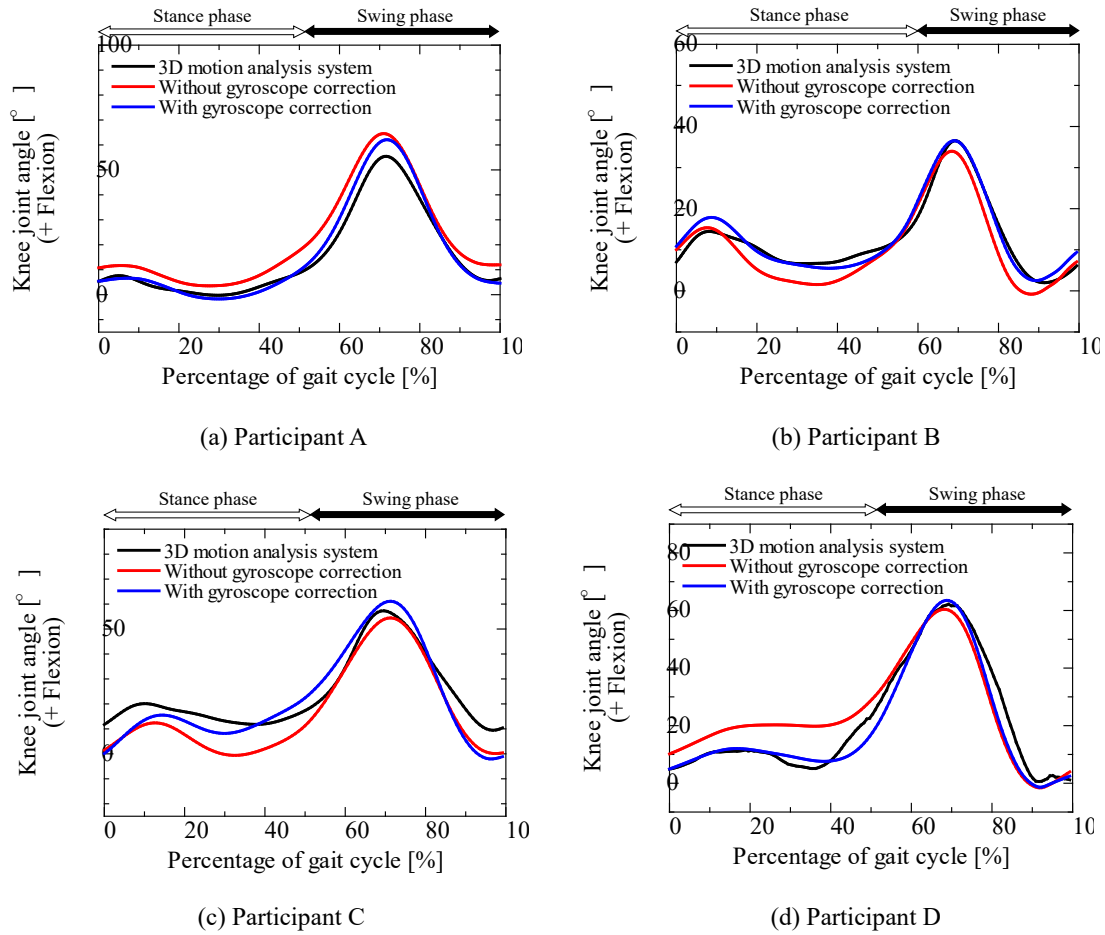 Stance phase Swing phase
100
50
0
Knee joint angle [° ]
(+ Flexion)
3D motion analysis system
Without gyroscope correction
With gyroscope correction
0 20 40 60 80 10
Percentage of gait cycle [%]
(a) Participant A
Stance phase Swing phase
60
40
20
0
Knee joint angle [° ]
(+ Flexion)
3D motion analysis system
Without gyroscope correction
With gyroscope correction
0 20 40 60 80 10
Percentage of gait cycle [%]
(b) Participant B
Stance phase Swing phase
50
0
Knee joint angle [° ]
(+ Flexion)
3D motion analysis system
Without gyroscope correction
With gyroscope correction
0 20 40 60 80 10
Percentage of gait cycle [%]
(c) Participant C
Stance phase Swing phase
80
60
40
20
0
Knee joint angle [° ]
(+ Flexion)
3D motion analysis system
Without gyroscope correction
With gyroscope correction
0 20 40 60 80 10
Percentage of gait cycle [%]
(d) Participant D